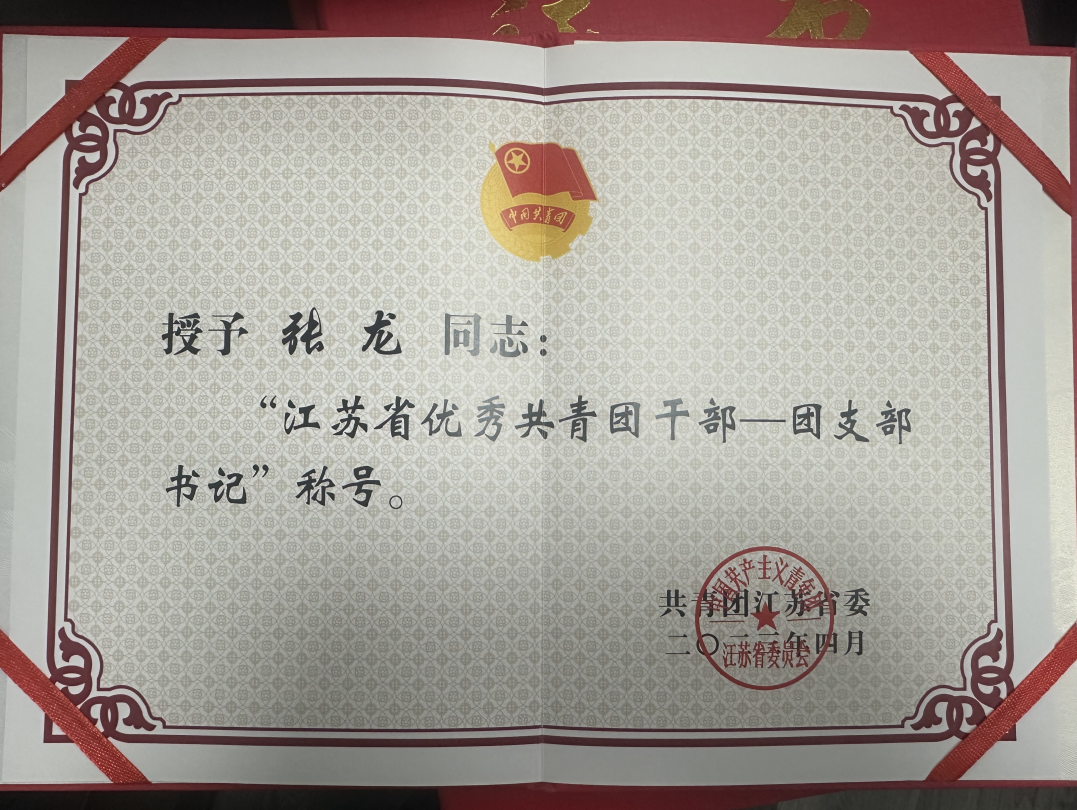 中国共青团
授予 张 龙 同志：
“江苏省优秀共青团干部—团支部
书记”称号。
共青团江苏省委
二〇二三年四月
中国共产主义青年团
江苏省委员会